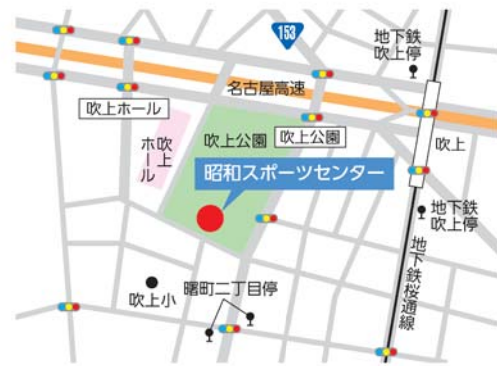 153
地下鉄
吹上停
名古屋高速
吹上ホール
吹上公園
吹上公園
吹上
吹上
ホール
昭和スポーツセンター
地下鉄
吹上停
地下鉄桜通線
吹上小
曙町二丁目停